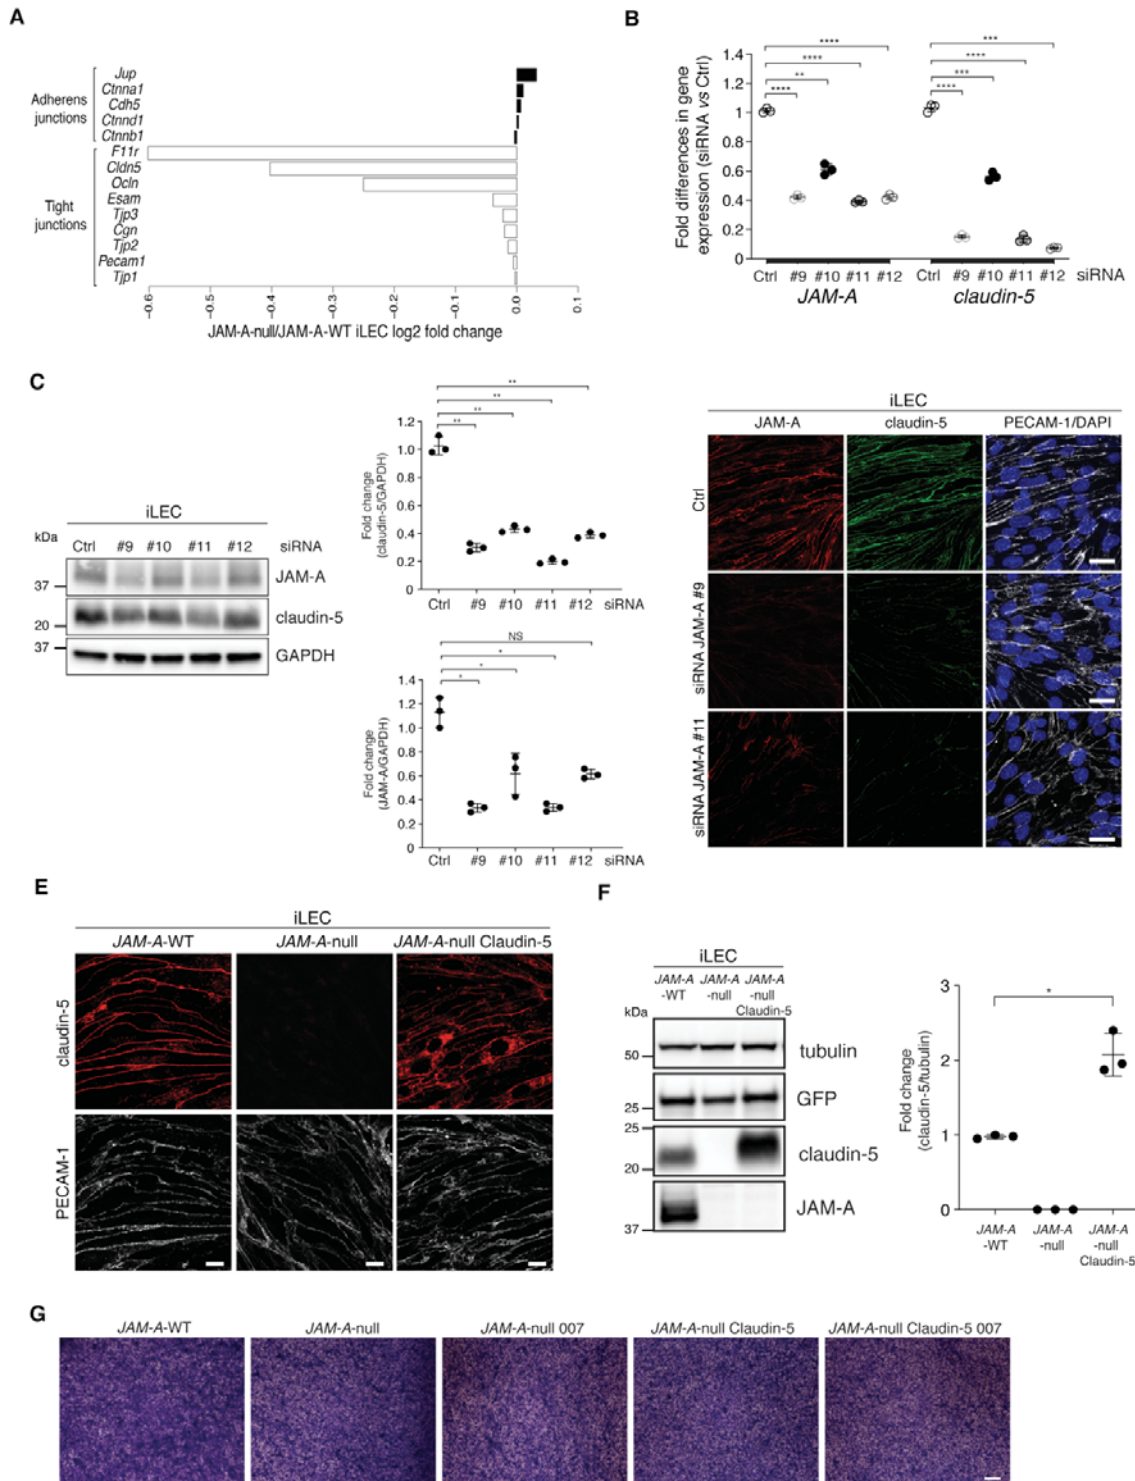 A
Adherens
junctions
Jup
Ctnna1
Cdh5
Ctnnd1
Ctnnb1
Tight
junctions
F11r
Cldn5
Ocln
Esam
Tjp3
Cgn
Tjp2
Pecam1
Tjp1
-0.6 -0.5 -0.4 -0.3 -0.2 -0.1 0.0 0.1
JAM-A-null/JAM-A-WT iLEC log2 fold change
B
Fold differences in gene
expression (siRNA vs Ctrl)
1.4
1.2
1
0.8
0.6
0.4
0.2
0
**** **** ** ****
*** **** *** ****
Ctrl #9 #10 #11 #12 Ctrl #9 #10 #11 #12 siRNA
JAM-A claudin-5
C
iLEC
kDa
Ctrl #9 #10 #11 #12 siRNA
37 JAM-A
20 claudin-5
37 GAPDH
Fold change
(claudin-5/GAPDH)
1.2
1.0
0.8
0.6
0.4
0.2
0
** ** ** **
Ctrl #9 #10 #11 #12 siRNA
Fold change
(JAM-A/GAPDH)
1.4
1.2
1.0
0.8
0.6
0.4
0.2
0
NS * * *
Ctrl #9 #10 #11 #12 siRNA
iLEC
JAM-A claudin-5 PECAM-1/DAPI
Ctrl
siRNA JAM-A #9
siRNA JAM-A #11
E
iLEC
JAM-A-WT JAM-A-null JAM-A-null Claudin-5
claudin-5
PECAM-1
F
iLEC
JAM-A
-WT
JAM-A
-null
JAM-A
-null
Claudin-5
kDa
50 tubulin
25 GFP
25
20 claudin-5
37 JAM-A
Fold change
(claudin-5/tubulin)
3
2
1
0
*
JAM-A
-WT
JAM-A
-null
JAM-A
-null
Claudin-5
G
JAM-A-WT JAM-A-null JAM-A-null 007 JAM-A-null Claudin-5 JAM-A-null Claudin-5 007